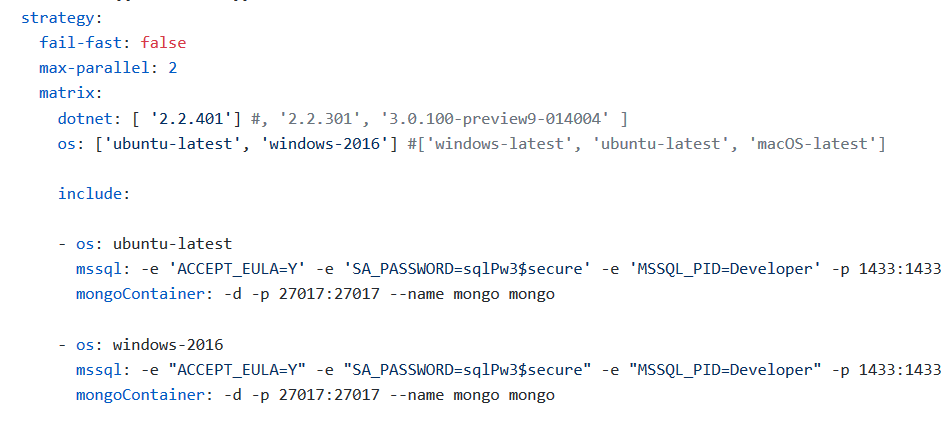 strategy:
fail-fast: false
max-parallel: 2
matrix:
dotnet: [ '2.2.401'] #, '2.2.301', '3.0.100-preview9-014004' ]
os: ['ubuntu-latest', 'windows-2016'] #['windows-latest', 'ubuntu-latest', 'macOS-latest']
include:
- os: ubuntu-latest
mssql: -e 'ACCEPT_EULA=Y' -e 'SA_PASSWORD=sqlPw3$secure' -e 'MSSQL_PID=Developer' -p 1433:1433
mongoContainer: -d -p 27017:27017 --name mongo mongo
- os: windows-2016
mssql: -e "ACCEPT_EULA=Y" -e "SA_PASSWORD=sqlPw3$secure" -e "MSSQL_PID=Developer" -p 1433:1433
mongoContainer: -d -p 27017:27017 --name mongo mongo